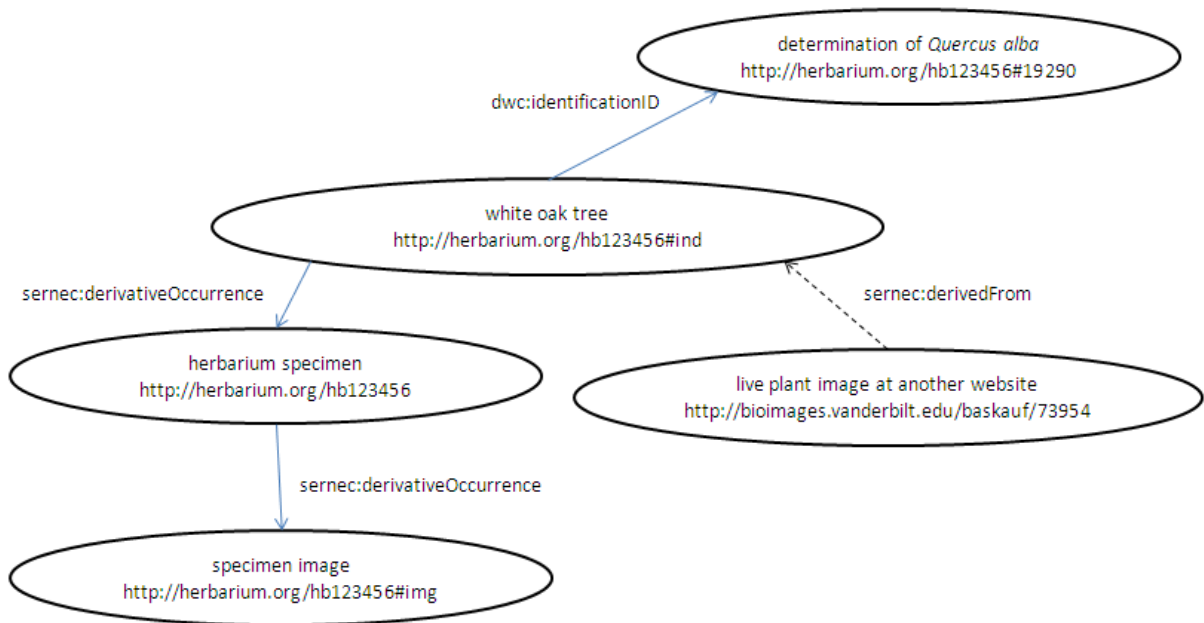 determination of Quercus alba
http://herbarium.org/hb123456#19290
dwc:identificationID
white oak tree
http://herbarium.org/hb123456#ind
sernec:derivativeOccurrence
sernec:derivedFrom
herbarium specimen
http://herbarium.org/hb123456
live plant image at another website
http://bioimages.vanderbilt.edu/baskauf/73954
sernec:derivativeOccurrence
specimen image
http://herbarium.org/hb123456#img